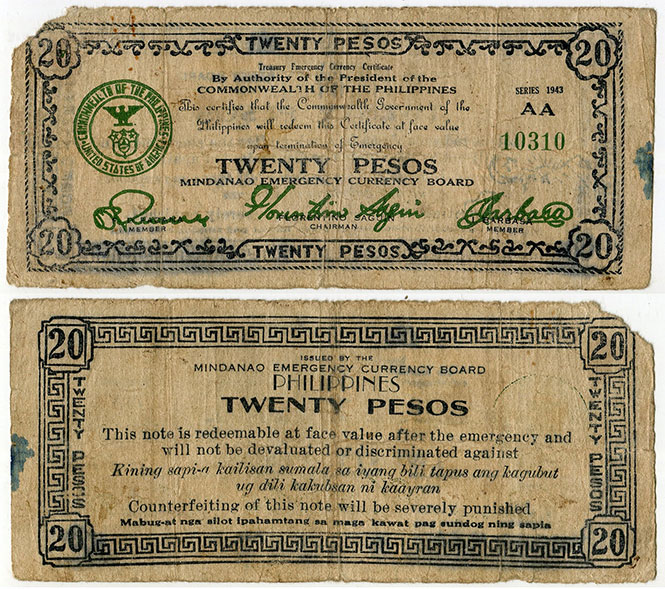 20 TWENTY PESOS 20
Treasury Emergency Currency Certificate
By Authority of the President of the
COMMONWEALTH OF THE PHILIPPINES
SERIES 1943
This certifies that the Commonwealth Government of the
AA
Philippines will redeem this Certificate at face value
10310
upon termination of Emergency
COMMONWEALTH OF THE PHILIPPINES
UNITED STATES OF AMERICA
TWENTY PESOS
MINDANAO EMERGENCY CURRENCY BOARD
MEMBER
CHAIRMAN
MEMBER
20 TWENTY PESOS 20
20 20
ISSUED BY THE
MINDANAO EMERGENCY CURRENCY BOARD
PHILIPPINES
TWENTY PESOS
TWENTY PESOS
TWENTY PESOS
This note is redeemable at face value after the emergency and
will not be devaluated or discriminated against
Kining sapi-a kailisan sumala sa iyang bili tapus ang kagubut
ug dili kakubsan ni kaayran
Counterfeiting of this note will be severely punished
Mabug-at nga silot ipahamtang sa maga kawat pag sundog ning sapia
20 20